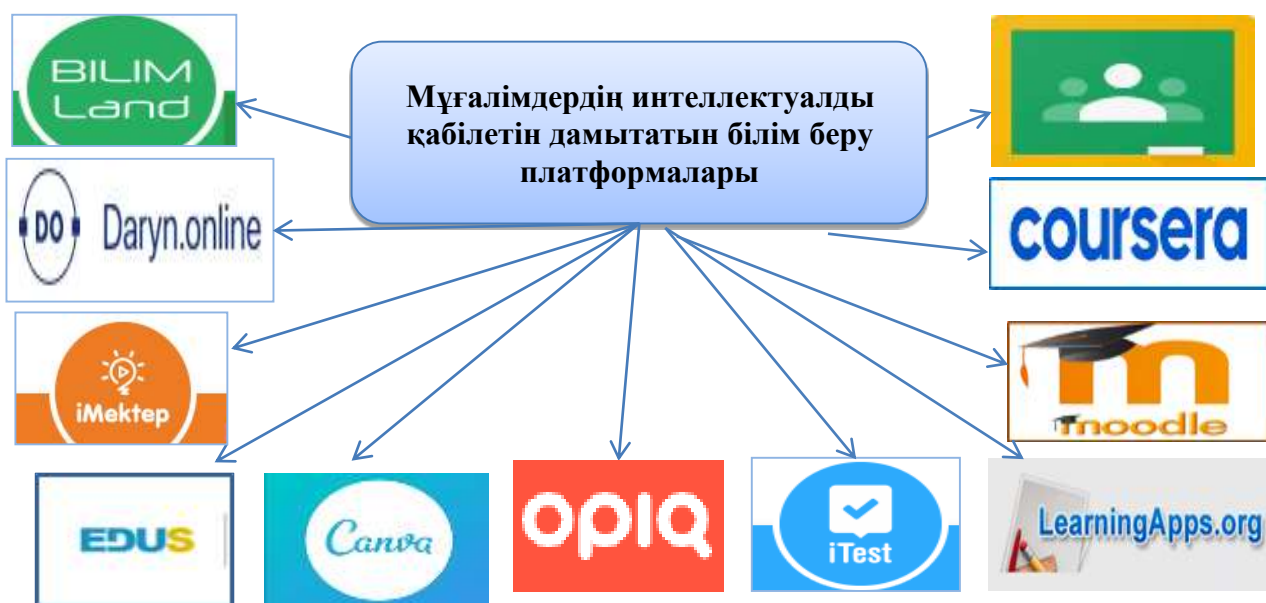 BILIM
Land
Мұғалімдердің интеллектуалды
қабілетін дамытатын білім беру
платформалары
DO Daryn.online
coursera
iMektep
m
moodle
EDUS
Canva
opiq
iTest
LearningApps.org